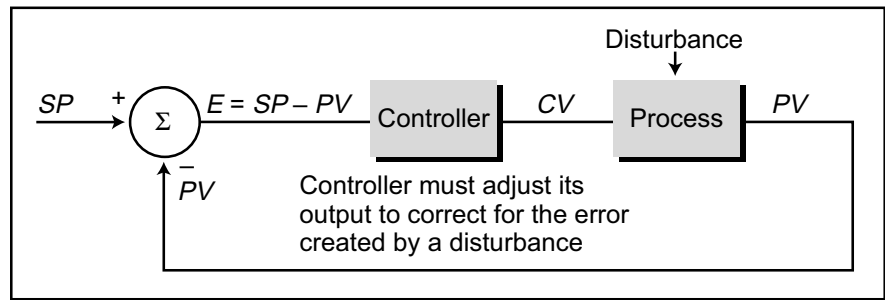 Disturbance
SP
+
Σ
E = SP – PV
Controller
CV
Process
PV
–
PV
Controller must adjust its
output to correct for the error
created by a disturbance